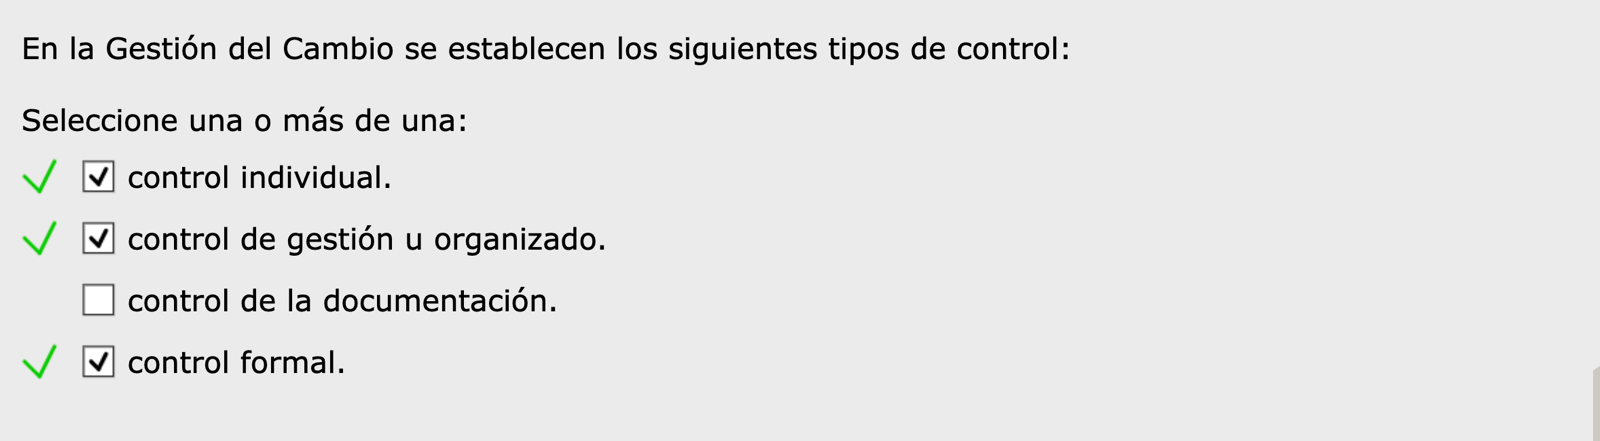 En la Gestión del Cambio se establecen los siguientes tipos de control:
Seleccione una o más de una:
control individual.
control de gestión u organizado.
control de la documentación.
control formal.